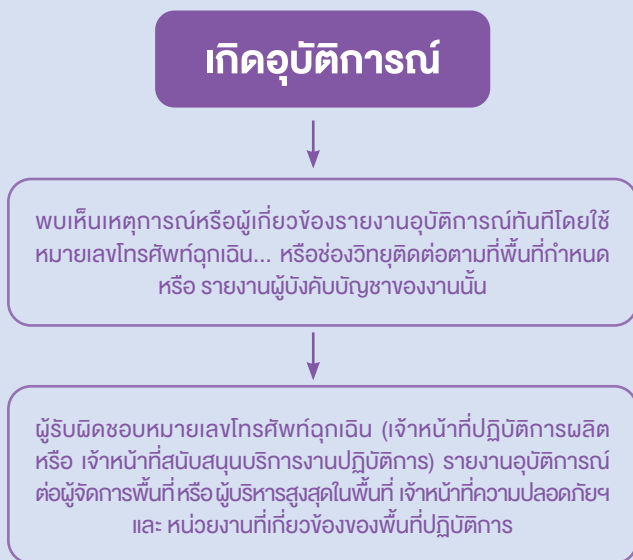 เกิดอุบัติการณ์
พบเห็นเหตุการณ์หรือผู้เกี่ยวข้องรายงานอุบัติการณ์ทันทีโดยใช้
หมายเลขโทรศัพท์ฉุกเฉิน... หรือช่องวิทยุติดต่อตามที่พื้นที่กำหนด
หรือ รายงานผู้บังคับบัญชาของงานนั้น
ผู้รับผิดชอบหมายเลขโทรศัพท์ฉุกเฉิน (เจ้าหน้าที่ปฏิบัติการผลิต
หรือ เจ้าหน้าที่สนับสนุนบริการงานปฏิบัติการ) รายงานอุบัติการณ์
ต่อผู้จัดการพื้นที่ หรือ ผู้บริหารสูงสุดในพื้นที่ เจ้าหน้าที่ความปลอดภัยฯ
และ หน่วยงานที่เกี่ยวข้องของพื้นที่ปฏิบัติการ